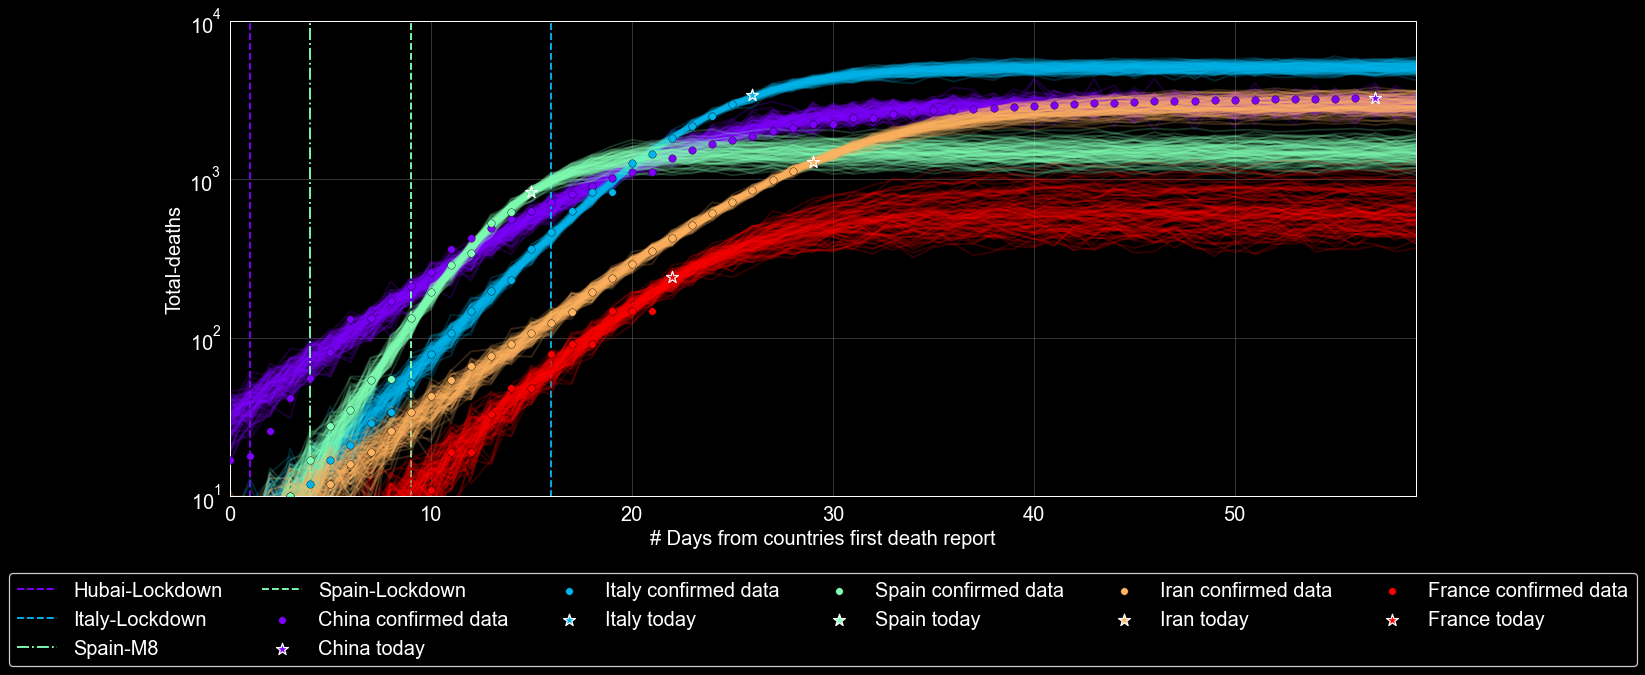 10^4
10^3
10^2
10^1
Total-deaths
0 10 20 30 40 50
# Days from countries first death report
Hubai-Lockdown Spain-Lockdown Italy confirmed data Spain confirmed data Iran confirmed data France confirmed data
Italy-Lockdown China confirmed data Italy today Spain today Iran today France today
Spain-M8 China today